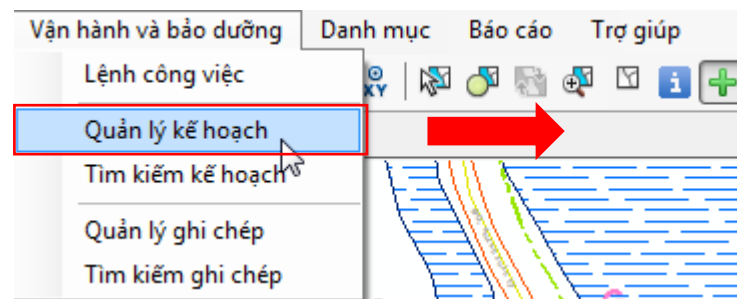 Vận hành và bảo dưỡng Danh mục Báo cáo Trợ giúp
Lệnh công việc
XY
Quản lý kế hoạch
Tìm kiếm kế hoạch
Quản lý ghi chép
Tìm kiếm ghi chép